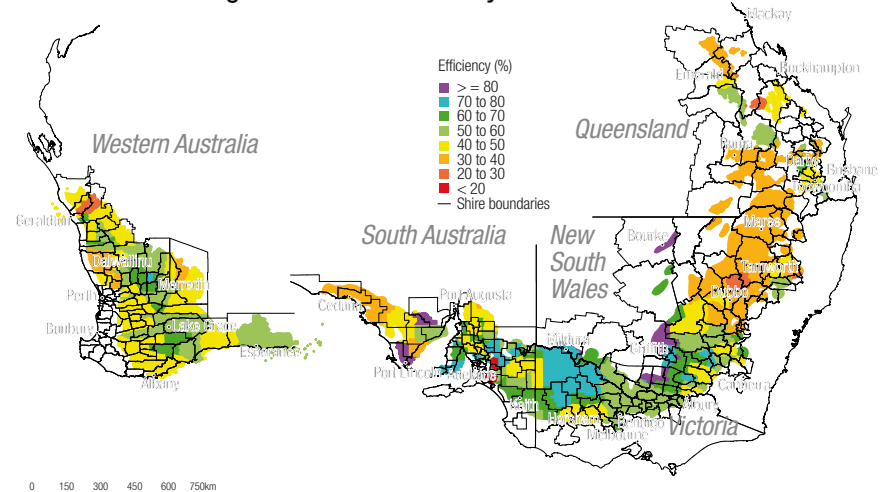 Mackay
Emerald
Rockhampton
Efficiency (%)
> = 80
70 to 80
60 to 70
50 to 60
40 to 50
30 to 40
20 to 30
< 20
Shire boundaries
Western Australia
Queensland
Roma
Dalby
Brisbane
Toowoomba
Geraldton
South Australia
New
South
Wales
Bourke
Moree
Dalwallinu
Merredin
Tamworth
Perth
Ceduna
Port Augusta
Dubbo
Bunbury
Lake Grace
Esperance
Mildura
Griffith
Port Lincoln
Adelaide
Canberra
Albany
Keith
Albury
Horsham
Bendigo
Victoria
Melbourne
0 150 300 450 600 750km